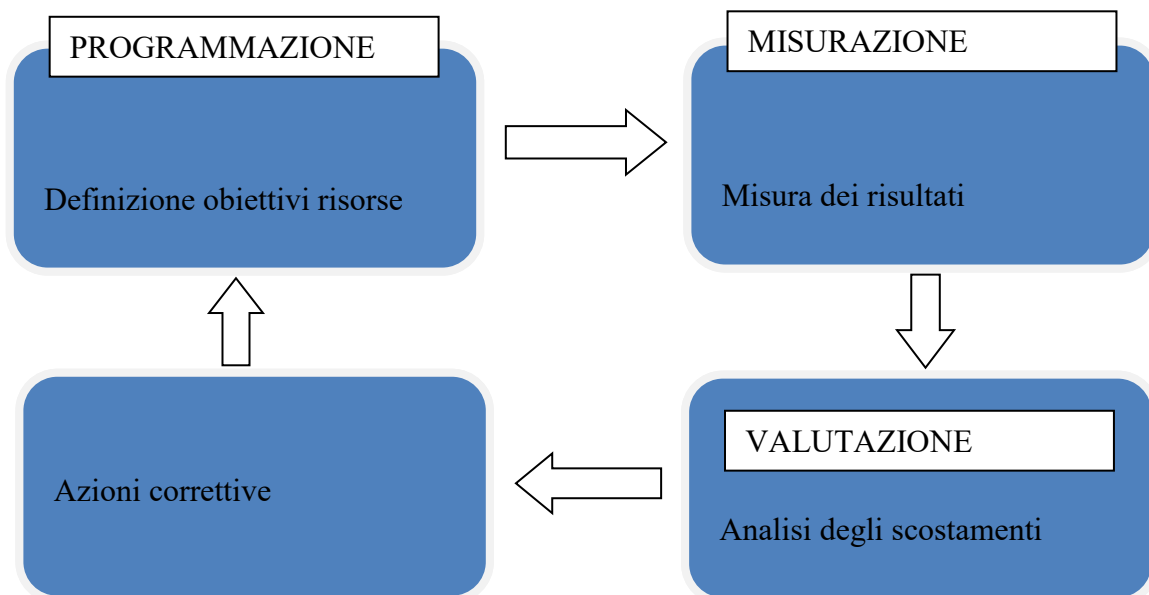 PROGRAMMAZIONE
Definizione obiettivi risorse
MISURAZIONE
Misura dei risultati
VALUTAZIONE
Analisi degli scostamenti
Azioni correttive